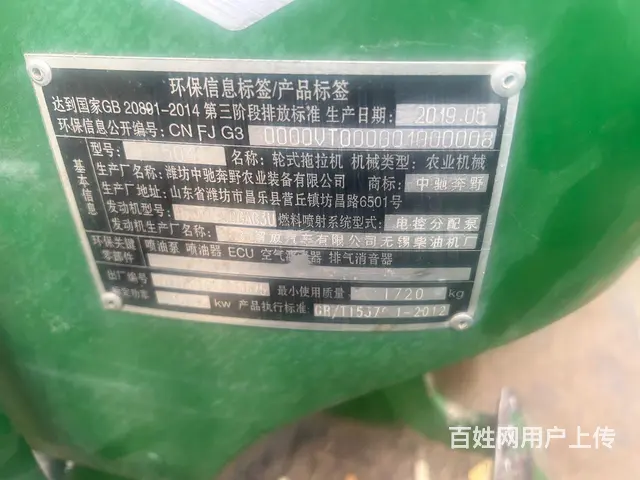 环保信息标签/产品标签
达到国家GB 20891-2014 第三阶段排放标准 生产日期: 2019.05
环保信息公开编号: CN FJ G3
型号: 名称: 轮式拖拉机 机械类型: 农业机械
基本信息
生产厂名称: 潍坊中驰奔野农业装备有限公司 商标: 中驰奔野
生产厂地址: 山东省潍坊市昌乐县营丘镇坊昌路6501号
发动机型号: 燃料喷射系统型式: 电控分配泵
发动机生产厂名称: 汽车有限公司无锡柴油机厂
环保关键零部件 喷油泵 喷油器 ECU 空气 器 排气消音器
出厂编号 最小使用质量: 1720 kg
功率 kw 产品执行标准: -2012
百姓网用户上传